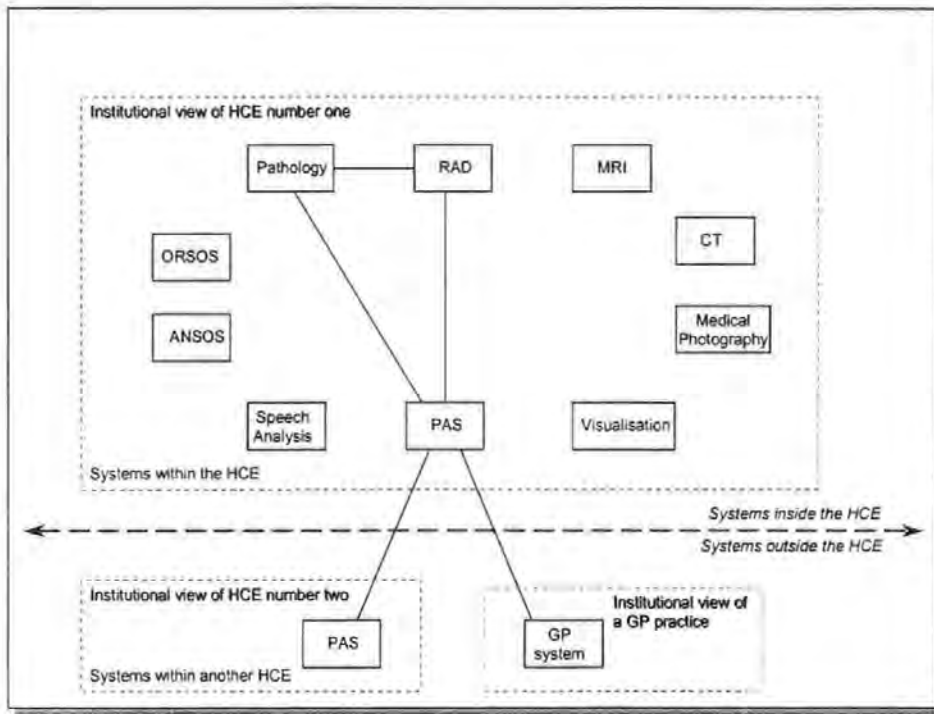 Institutional view of HCE number one
Pathology
RAD
MRI
ORSOS
CT
ANSOS
Medical
Photography
Speech
Analysis
PAS
Visualisation
Systems within the HCE
Systems inside the HCE
Systems outside the HCE
Institutional view of HCE number two
Institutional view of
a GP practice
PAS
GP
system
Systems within another HCE